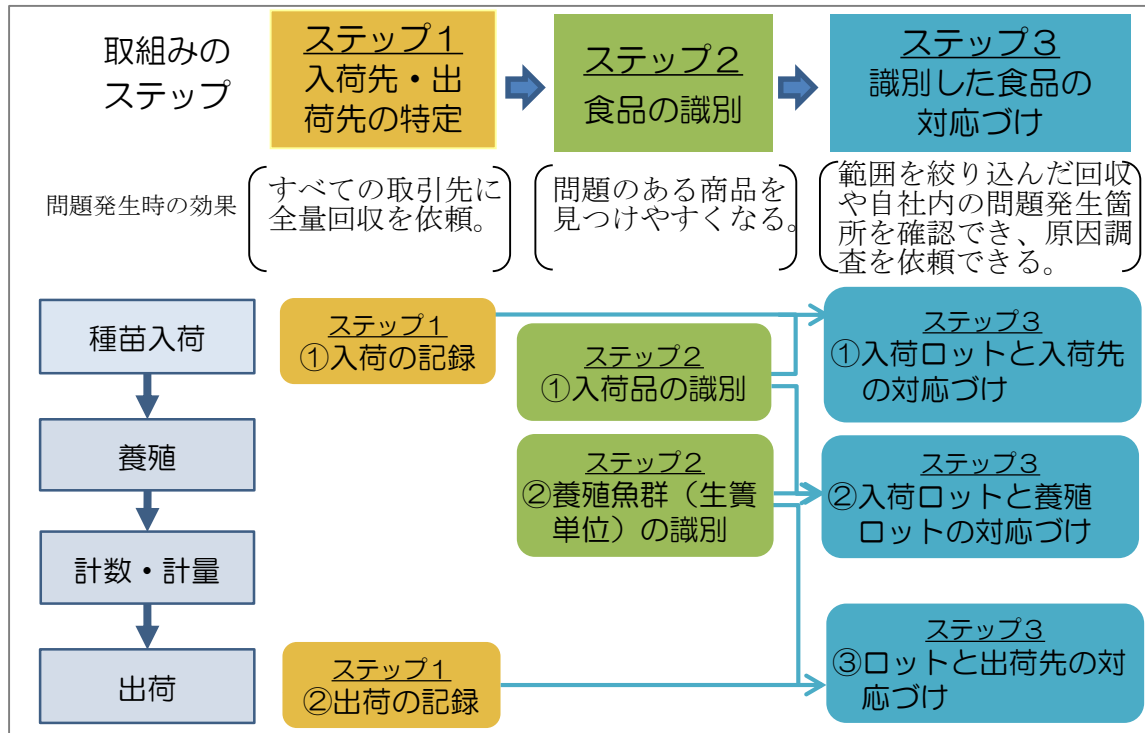 取組みの
ステップ
ステップ１
入荷先・出
荷先の特定
ステップ２
食品の識別
ステップ３
識別した食品の
対応づけ
問題発生時の効果
すべての取引先に
全量回収を依頼。
問題のある商品を
見つけやすくなる。
範囲を絞り込んだ回収
や自社内の問題発生箇
所を確認でき、原因調
査を依頼できる。
種苗入荷
ステップ1
①入荷の記録
ステップ2
①入荷品の識別
ステップ3
①入荷ロットと入荷先
の対応づけ
養殖
ステップ2
②養殖魚群（生簀
単位）の識別
ステップ3
②入荷ロットと養殖
ロットの対応づけ
計数・計量
出荷
ステップ1
②出荷の記録
ステップ3
③ロットと出荷先の対
応づけ